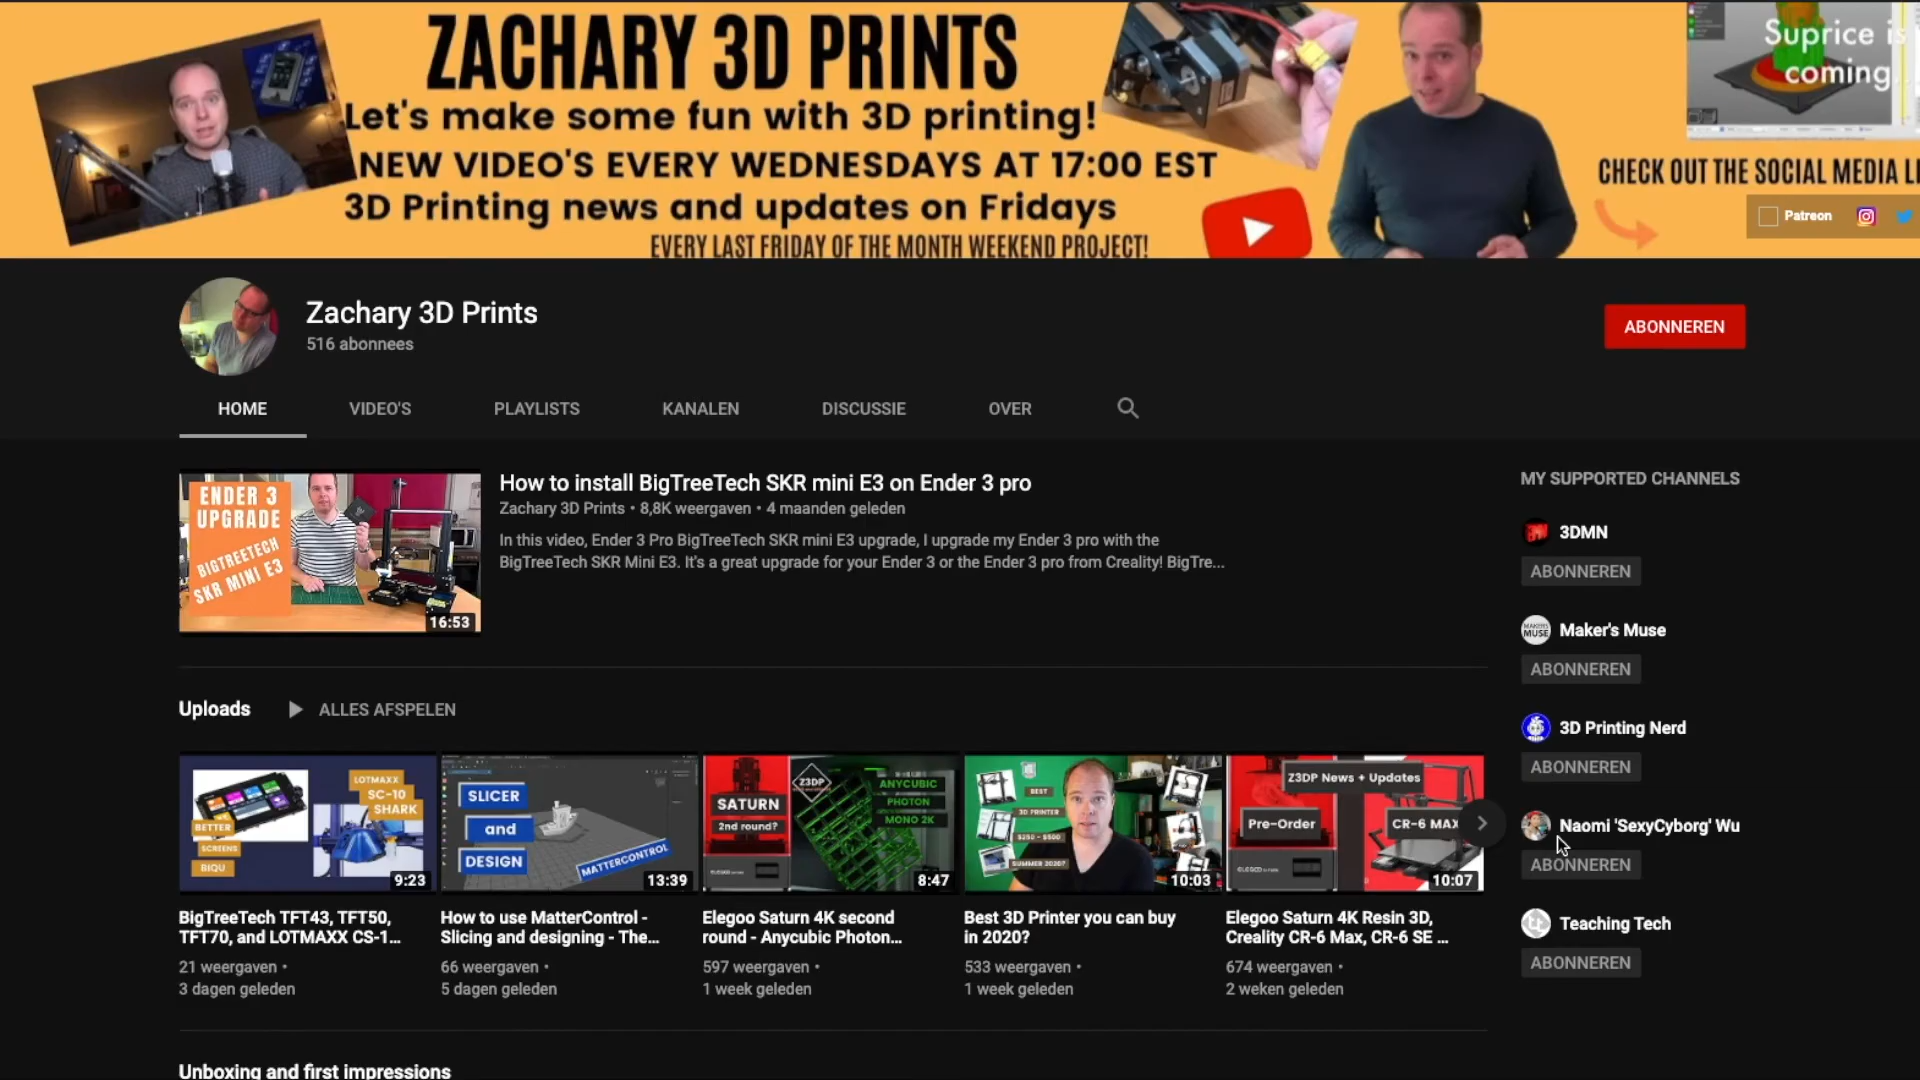 ZACHARY 3D PRINTS
Let's make some fun with 3D printing!
NEW VIDEO'S EVERY WEDNESDAYS AT 17:00 EST
3D Printing news and updates on Fridays
EVERY LAST FRIDAY OF THE MONTH WEEKEND PROJECT!
Suprice is
coming..
CHECK OUT THE SOCIAL MEDIA LI
Patreon
Zachary 3D Prints
516 abonnees
ABONNEREN
HOME VIDEO'S PLAYLISTS KANALEN DISCUSSIE OVER
ENDER 3
UPGRADE
BIGTREETECH
SKR MINI E3
16:53
How to install BigTreeTech SKR mini E3 on Ender 3 pro
Zachary 3D Prints • 8,8K weergaven • 4 maanden geleden
In this video, Ender 3 Pro BigTreeTech SKR mini E3 upgrade, I upgrade my Ender 3 pro with the
BigTreeTech SKR Mini E3. It's a great upgrade for your Ender 3 or the Ender 3 pro from Creality! BigTre...
MY SUPPORTED CHANNELS
3DMN
ABONNEREN
MAKER'S
MUSE
Maker's Muse
ABONNEREN
3D Printing Nerd
ABONNEREN
Naomi 'SexyCyborg' Wu
ABONNEREN
Teaching Tech
ABONNEREN
Uploads
ALLES AFSPELEN
LOTMAXX
SC-10
SHARK
BETTER
SCREENS
BIQU
9:23
BigTreeTech TFT43, TFT50,
TFT70, and LOTMAXX CS-1...
21 weergaven •
3 dagen geleden
SLICER
and
DESIGN
MATTERCONTROL
13:39
How to use MatterControl -
Slicing and designing - The...
66 weergaven •
5 dagen geleden
SATURN
2nd round?
Z3DP
ANYCUBIC
PHOTON
MONO 2K
8:47
Elegoo Saturn 4K second
round - Anycubic Photon...
597 weergaven •
1 week geleden
BEST
3D PRINTER
$250 - $500
SUMMER 2020?
10:03
Best 3D Printer you can buy
in 2020?
533 weergaven •
1 week geleden
Z3DP News + Updates
Pre-Order
CR-6 MAX
10:07
Elegoo Saturn 4K Resin 3D,
Creality CR-6 Max, CR-6 SE ...
674 weergaven •
2 weken geleden
Unboxing and first impressions